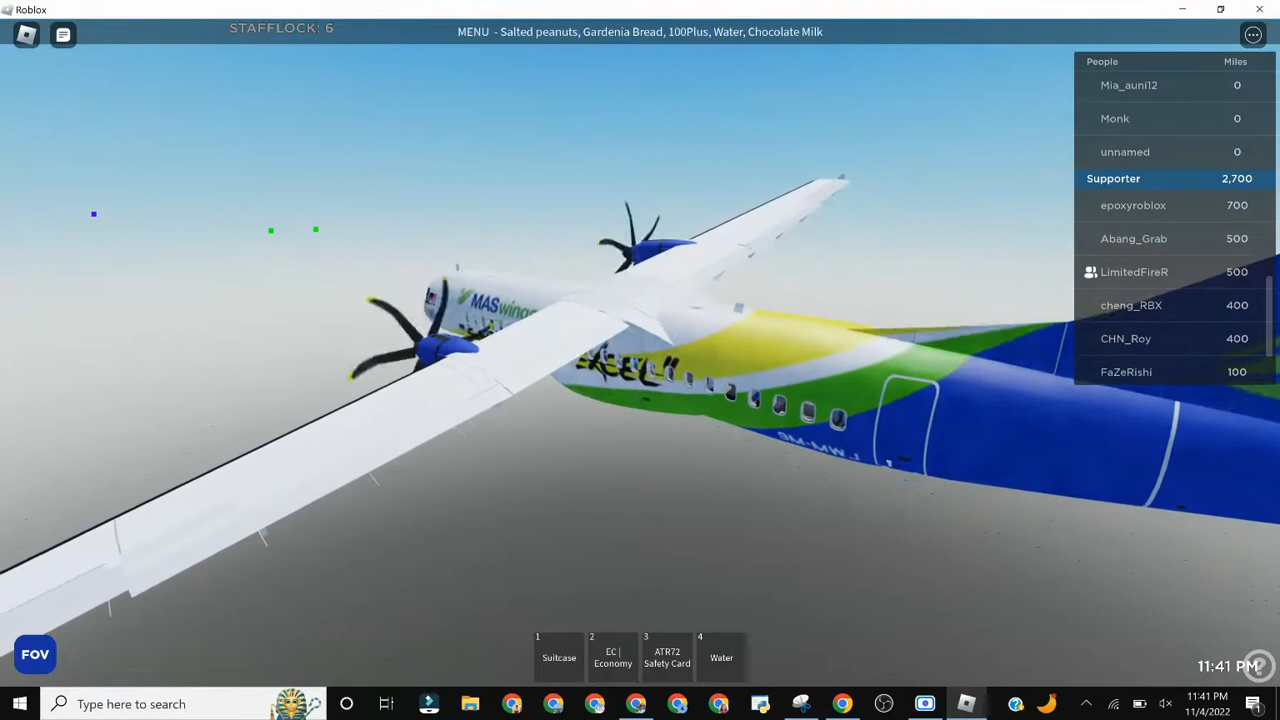 Roblox
STAFFLOCK: 6
MENU - Salted peanuts, Gardenia Bread, 100Plus, Water, Chocolate Milk
People Miles
Mia_auni12 0
Monk 0
unnamed 0
Supporter 2,700
epoxyroblox 700
Abang_Grab 500
LimitedFireR 500
cheng_RBX 400
CHN_Roy 400
FaZeRishi 100
MASwings
EXCEL"
FOV
1 Suitcase
2 EC | Economy
3 ATR72 Safety Card
4 Water
11:41 PM
Type here to search
11:41 PM
11/4/2022